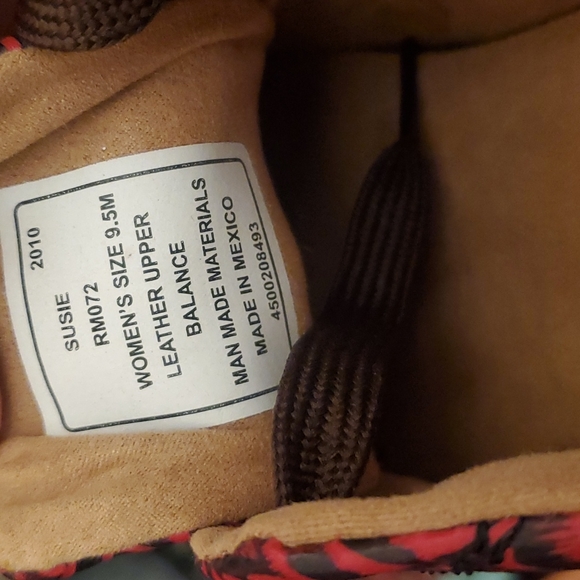 2010
SUSIE
RM072
WOMEN'S SIZE 9.5M
LEATHER UPPER
BALANCE
MAN MADE MATERIALS
MADE IN MEXICO
4500208493